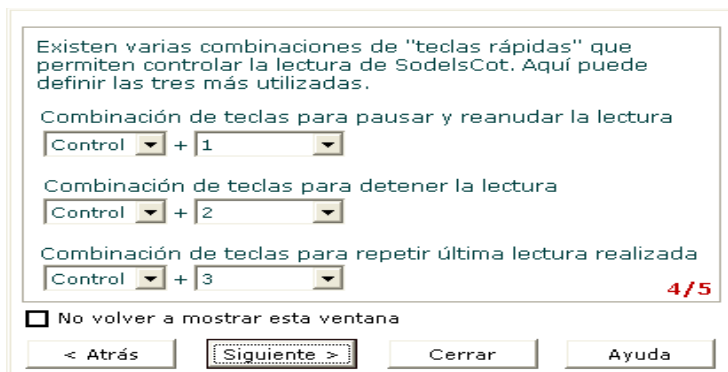 Existen varias combinaciones de "teclas rápidas" que
permiten controlar la lectura de SodelsCot. Aquí puede
definir las tres más utilizadas.
Combinación de teclas para pausar y reanudar la lectura
Control + 1
Combinación de teclas para detener la lectura
Control + 2
Combinación de teclas para repetir última lectura realizada
Control + 3
4/5
No volver a mostrar esta ventana
< Atrás Siguiente > Cerrar Ayuda